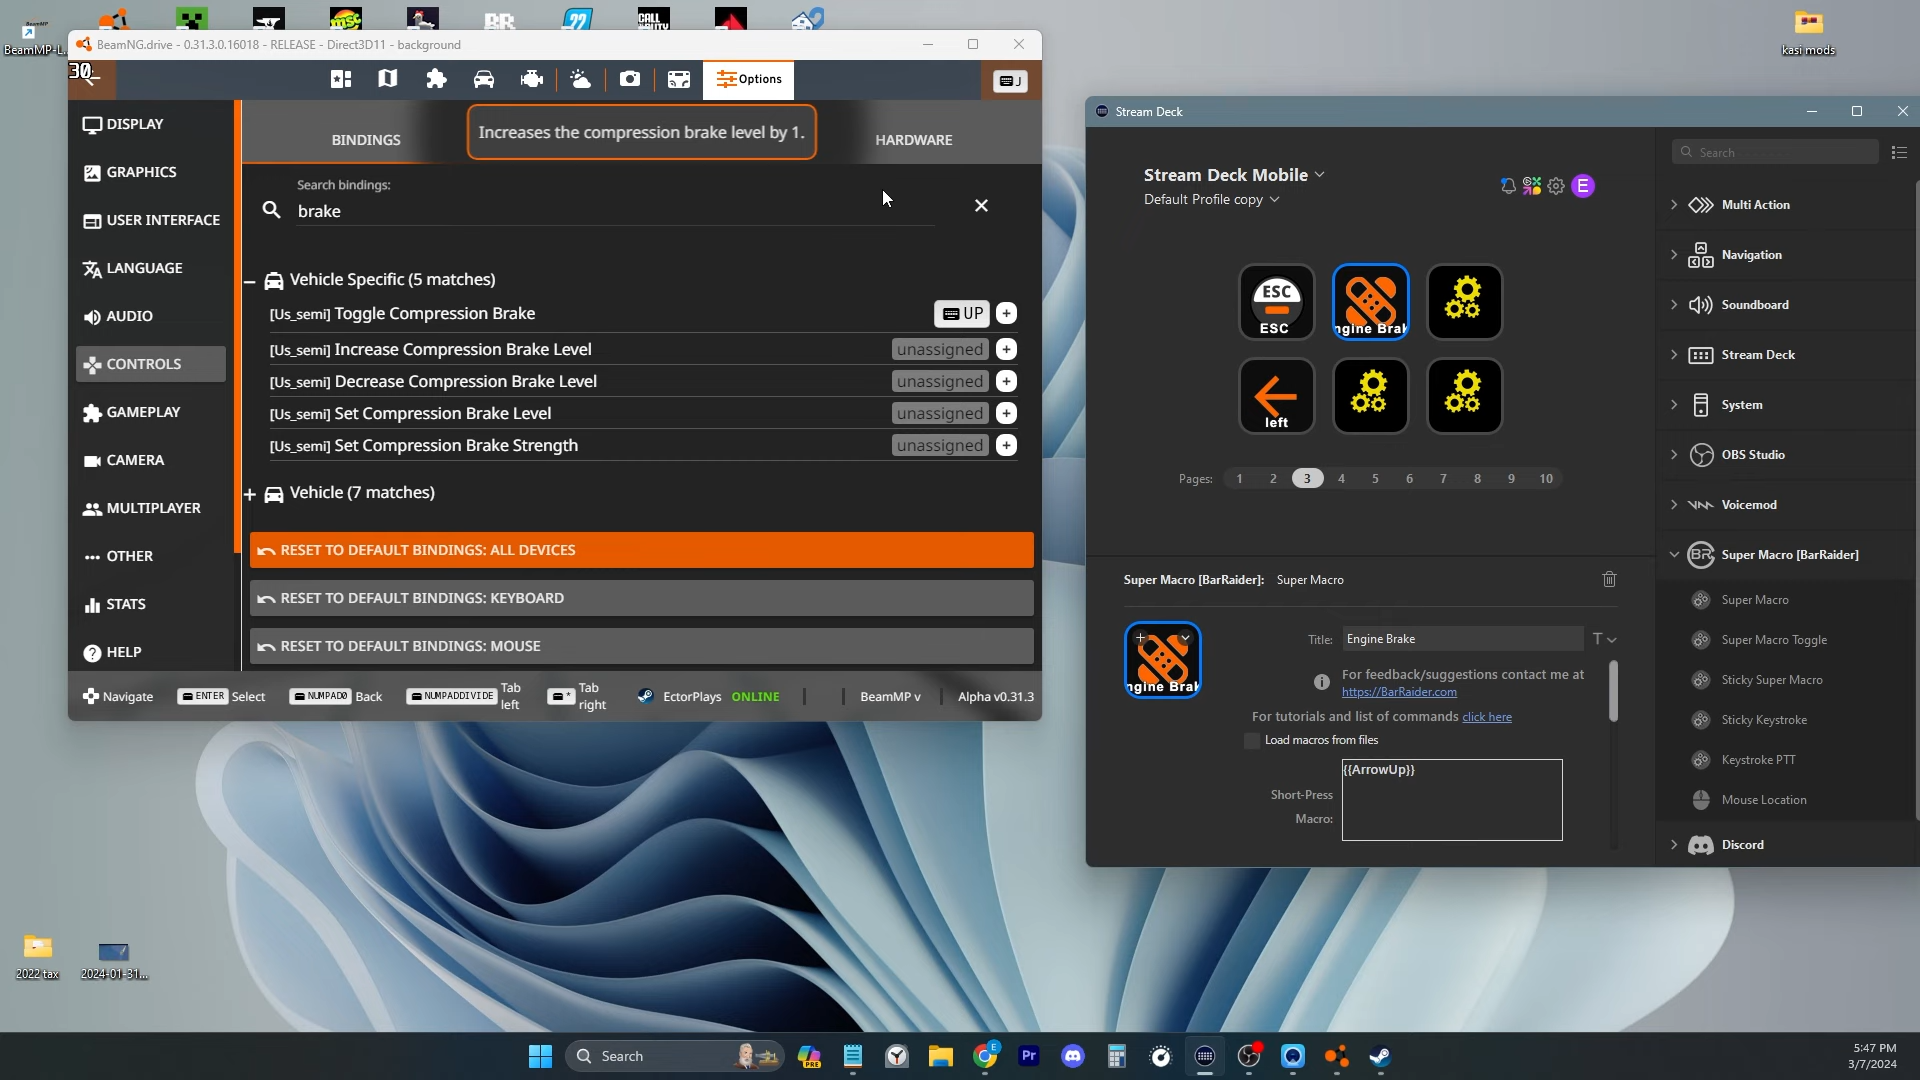 BeamMP-L...
22
CALL
kasi mods
BeamNG.drive - 0.31.3.0.16018 - RELEASE - Direct3D11 - background
30
Options
J
DISPLAY
GRAPHICS
USER INTERFACE
LANGUAGE
AUDIO
CONTROLS
GAMEPLAY
CAMERA
MULTIPLAYER
OTHER
STATS
HELP
BINDINGS
Increases the compression brake level by 1.
HARDWARE
Search bindings:
brake
Vehicle Specific (5 matches)
[Us_semi] Toggle Compression Brake UP
[Us_semi] Increase Compression Brake Level unassigned
[Us_semi] Decrease Compression Brake Level unassigned
[Us_semi] Set Compression Brake Level unassigned
[Us_semi] Set Compression Brake Strength unassigned
Vehicle (7 matches)
RESET TO DEFAULT BINDINGS: ALL DEVICES
RESET TO DEFAULT BINDINGS: KEYBOARD
RESET TO DEFAULT BINDINGS: MOUSE
Navigate ENTER Select NUMPAD0 Back NUMPADDIVIDE Tab left * Tab right EctorPlays ONLINE BeamMP v Alpha v0.31.3
Stream Deck
Stream Deck Mobile
Default Profile copy
E
ESC
ESC
ngine Brak
left
Pages: 1 2 3 4 5 6 7 8 9 10
Super Macro [BarRaider]: Super Macro
ngine Brak
Title: Engine Brake
T
For feedback/suggestions contact me at
https://BarRaider.com
For tutorials and list of commands click here
Load macros from files
Short-Press
Macro:
{{ArrowUp}}
Search
Multi Action
Navigation
Soundboard
Stream Deck
System
OBS Studio
Voicemod
BR Super Macro [BarRaider]
Super Macro
Super Macro Toggle
Sticky Super Macro
Sticky Keystroke
Keystroke PTT
Mouse Location
Discord
2022 tax
2024-01-31...
Search
PRE
E
Pr
5:47 PM
3/7/2024